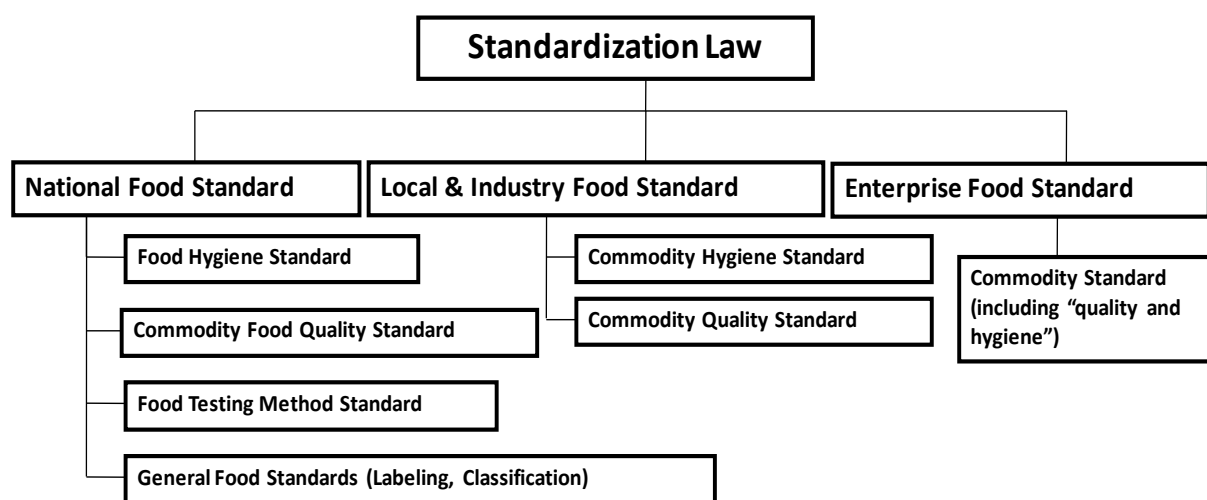 Standardization Law
National Food Standard
Local & Industry Food Standard
Enterprise Food Standard
Food Hygiene Standard
Commodity Food Quality Standard
Food Testing Method Standard
General Food Standards (Labeling, Classification)
Commodity Hygiene Standard
Commodity Quality Standard
Commodity Standard
(including “quality and
hygiene”)